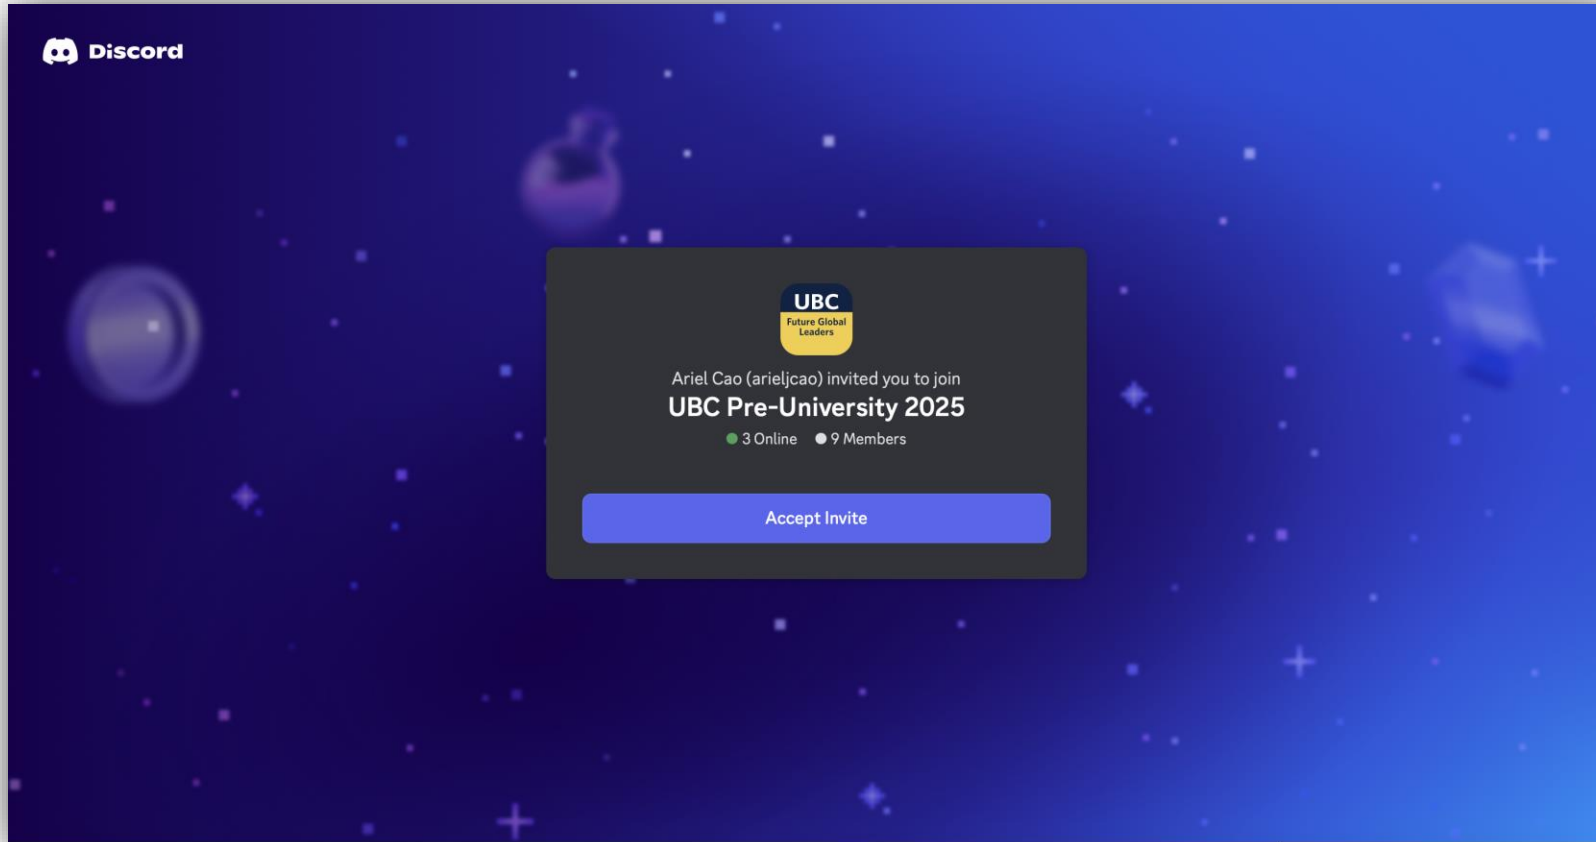 Discord
UBC
Future Global
Leaders
Ariel Cao (arieljcao) invited you to join
UBC Pre-University 2025
3 Online 9 Members
Accept Invite